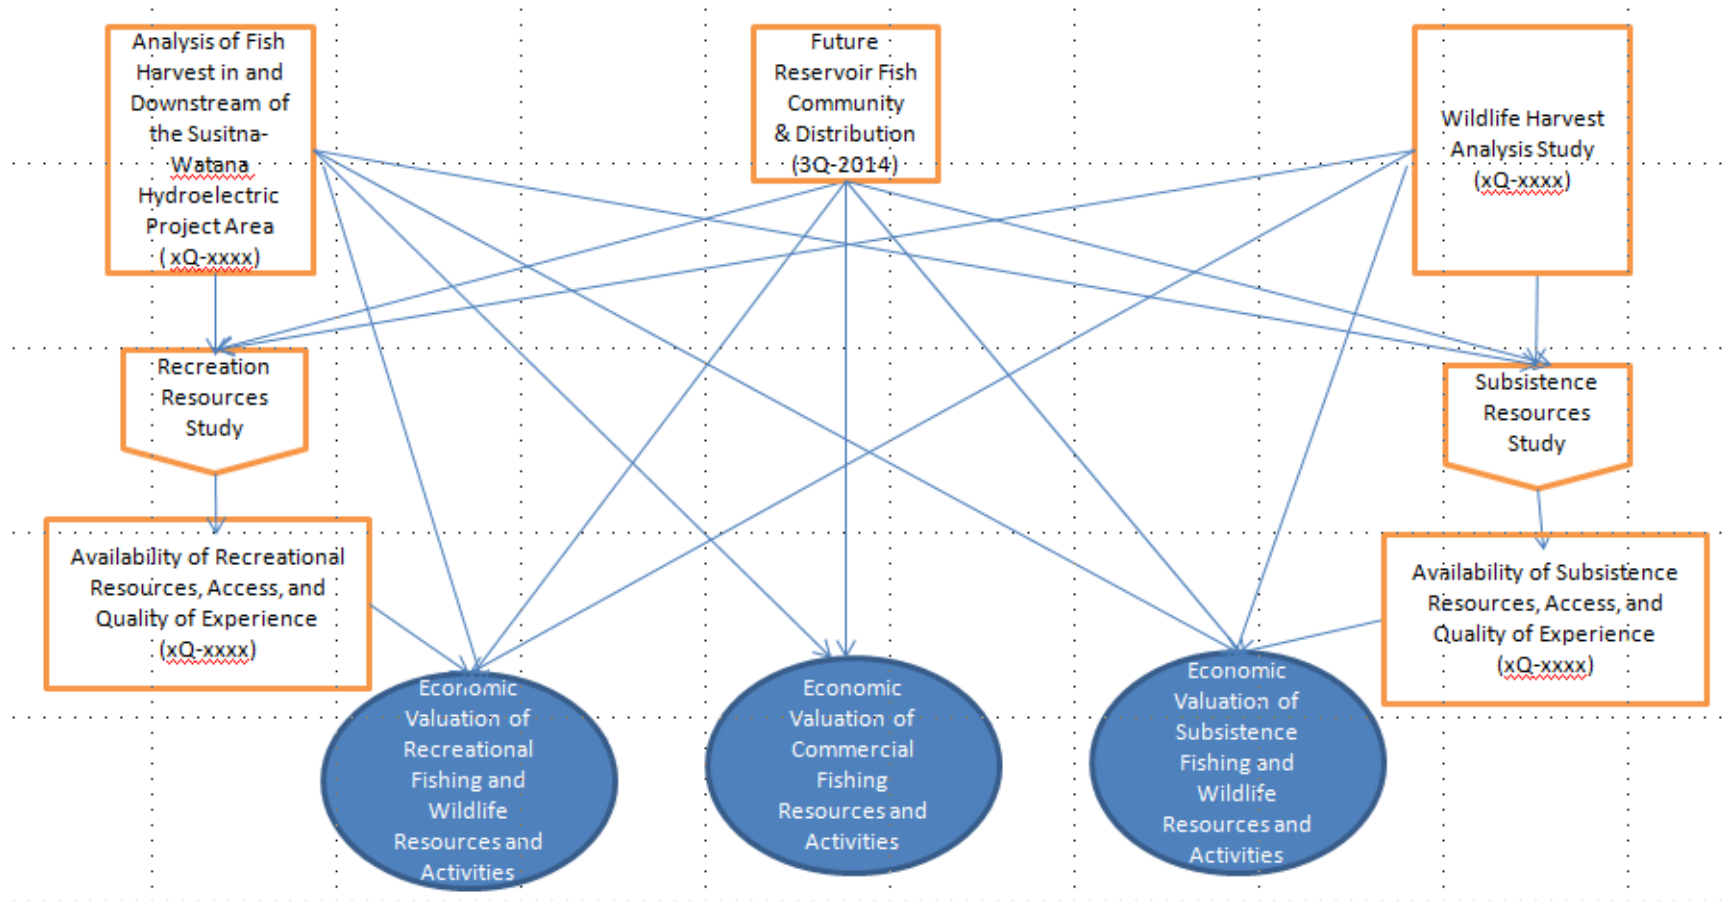 Analysis of Fish
Harvest in and
Downstream of
the Susitna-
Watana
Hydroelectric
Project Area
( xQ-xxxx)
Future
Reservoir Fish
Community
& Distribution
(3Q-2014)
Wildlife Harvest
Analysis Study
(xQ-xxxx)
Recreation
Resources
Study
Subsistence
Resources
Study
Availability of Recreational
Resources, Access, and
Quality of Experience
(xQ-xxxx)
Availability of Subsistence
Resources, Access, and
Quality of Experience
(xQ-xxxx)
Economic
Valuation of
Recreational
Fishing and
Wildlife
Resources and
Activities
Economic
Valuation of
Commercial
Fishing
Resources and
Activities
Economic
Valuation of
Subsistence
Fishing and
Wildlife
Resources and
Activities